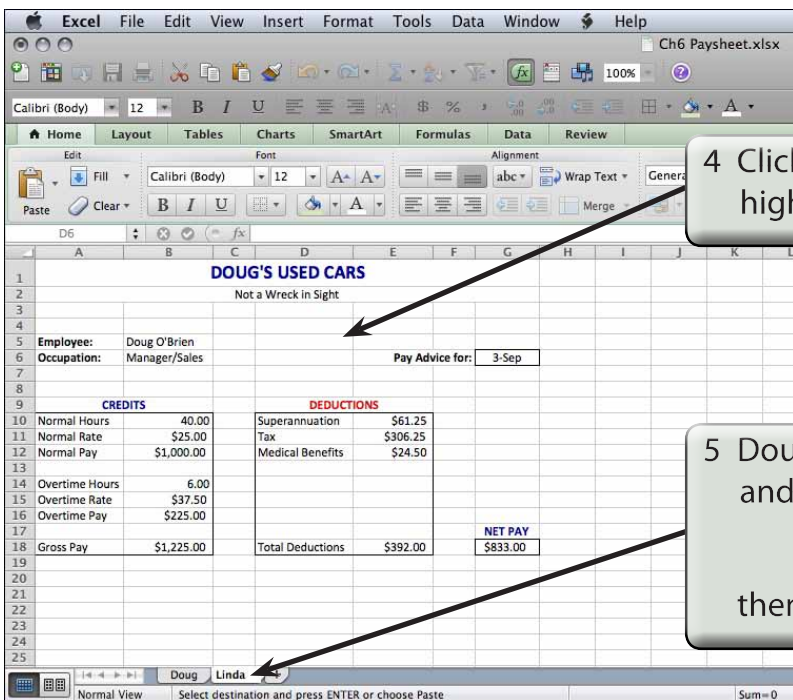 Excel File Edit View Insert Format Tools Data Window Help
Ch6 Paysheet.xlsx
100%
Calibri (Body) 12 B I U $ % A
Home Layout Tables Charts SmartArt Formulas Data Review
Edit Font Alignment
Fill Calibri (Body) 12 A A abc Wrap Text Genera
Paste Clear B I U A Merge
D6 fx
A B C D E F G H I J K L
1 DOUG'S USED CARS
2 Not a Wreck in Sight
3
4
5 Employee: Doug O'Brien
6 Occupation: Manager/Sales Pay Advice for: 3-Sep
7
8
9 CREDITS DEDUCTIONS
10 Normal Hours 40.00 Superannuation $61.25
11 Normal Rate $25.00 Tax $306.25
12 Normal Pay $1,000.00 Medical Benefits $24.50
13
14 Overtime Hours 6.00
15 Overtime Rate $37.50
16 Overtime Pay $225.00
17 NET PAY
18 Gross Pay $1,225.00 Total Deductions $392.00 $833.00
19
20
21
22
23
24
25
Doug Linda
Normal View Select destination and press ENTER or choose Paste Sum=0
4 Clic
high
5 Dou
and
then